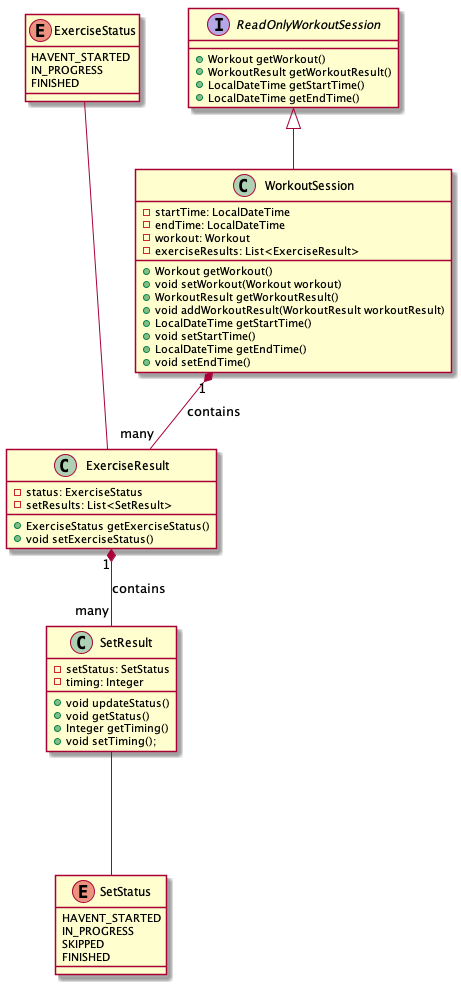 E ExerciseStatus
HAVENT_STARTED
IN_PROGRESS
FINISHED
I ReadOnlyWorkoutSession
Workout getWorkout()
WorkoutResult getWorkoutResult()
LocalDateTime getStartTime()
LocalDateTime getEndTime()
C WorkoutSession
startTime: LocalDateTime
endTime: LocalDateTime
workout: Workout
exerciseResults: List<ExerciseResult>
Workout getWorkout()
void setWorkout(Workout workout)
WorkoutResult getWorkoutResult()
void addWorkoutResult(WorkoutResult workoutResult)
LocalDateTime getStartTime()
void setStartTime()
LocalDateTime getEndTime()
void setEndTime()
1
contains
many
C ExerciseResult
status: ExerciseStatus
setResults: List<SetResult>
ExerciseStatus getExerciseStatus()
void setExerciseStatus()
1
contains
many
C SetResult
setStatus: SetStatus
timing: Integer
void updateStatus()
void getStatus()
Integer getTiming()
void setTiming();
E SetStatus
HAVENT_STARTED
IN_PROGRESS
SKIPPED
FINISHED